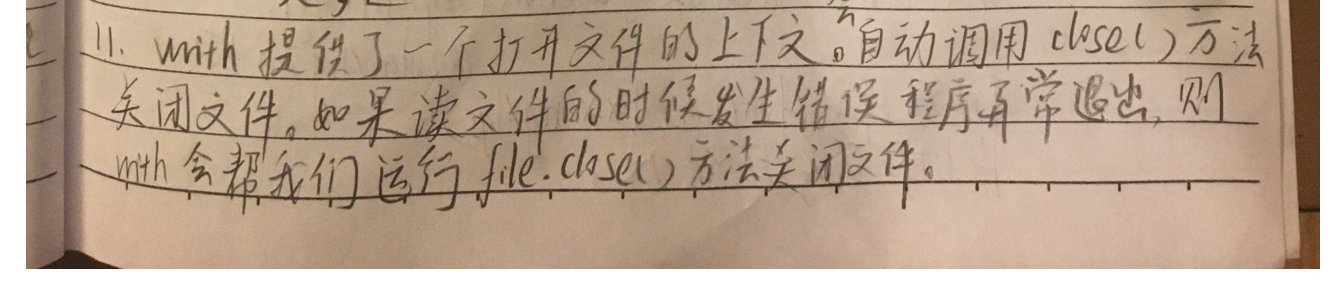 11. with 提供了一个打开文件的上下文。会自动调用 close() 方法
关闭文件。如果读文件的时候发生错误程序异常退出,则
with 会帮我们运行 file.close() 方法关闭文件。